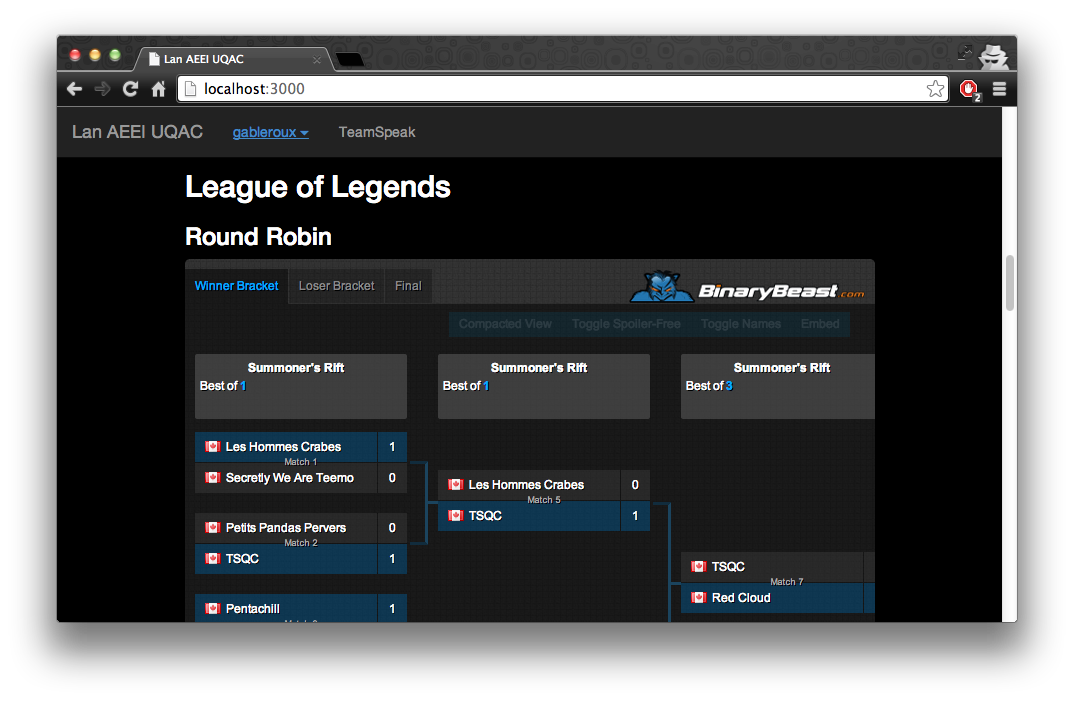 Lan AEEI UQAC
localhost:3000
2
Lan AEEI UQAC gableroux TeamSpeak
League of Legends
Round Robin
Winner Bracket Loser Bracket Final BinaryBeast.com
Compacted View Toggle Spoiler-Free Toggle Names Embed
Summoner's Rift Summoner's Rift Summoner's Rift
Best of 1 Best of 1 Best of 3
Les Hommes Crabes 1
Match 1
Secretly We Are Teemo 0
Les Hommes Crabes 0
Match 5
TSQC 1
Petits Pandas Pervers 0
Match 2
TSQC 1
TSQC
Match 7
Red Cloud
Pentachill 1